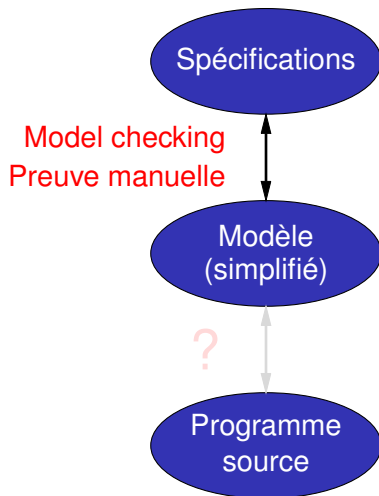 Spécifications
Model checking
Preuve manuelle
Modèle
(simplifié)
?
Programme
source